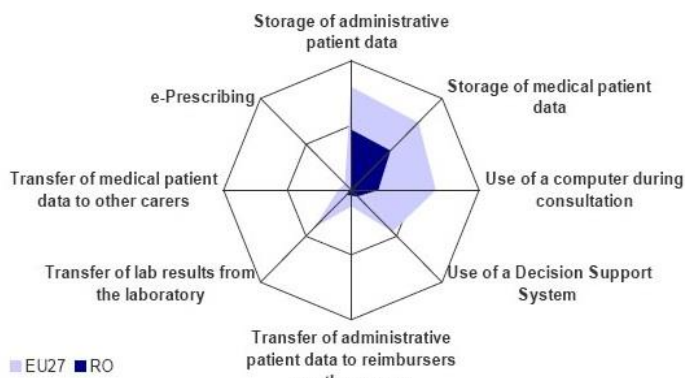 Storage of administrative
patient data
Storage of medical patient
data
e-Prescribing
Use of a computer during
consultation
Transfer of medical patient
data to other carers
Use of a Decision Support
System
Transfer of lab results from
the laboratory
Transfer of administrative
patient data to reimbursers
EU27 RO